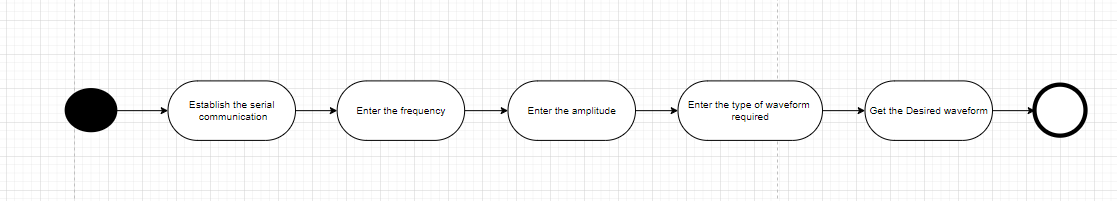 Establish the serial
communication
Enter the frequency
Enter the amplitude
Enter the type of waveform
required
Get the Desired waveform